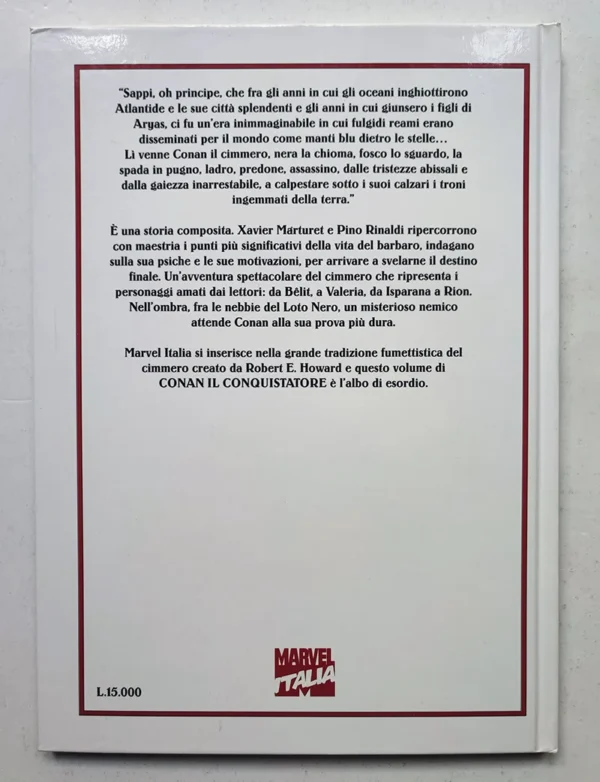 “Sappi, oh principe, che fra gli anni in cui gli oceani inghiottirono
Atlantide e le sue città splendenti e gli anni in cui giunsero i figli di
Aryas, ci fu un'era inimmaginabile in cui fulgidi reami erano
disseminati per il mondo come manti blu dietro le stelle...
Lì venne Conan il cimmero, nera la chioma, fosco lo sguardo, la
spada in pugno, ladro, predone, assassino, dalle tristezze abissali e
dalla gaiezza inarrestabile, a calpestare sotto i suoi calzari i troni
ingemmati della terra.”
È una storia composita. Xavier Marturet e Pino Rinaldi ripercorrono
con maestria i punti più significativi della vita del barbaro, indagano
sulla sua psiche e le sue motivazioni, per arrivare a svelarne il destino
finale. Un'avventura spettacolare del cimmero che ripresenta i
personaggi amati dai lettori: da Bêlit, a Valeria, da Isparana a Rion.
Nell'ombra, fra le nebbie del Loto Nero, un misterioso nemico
attende Conan alla sua prova più dura.
Marvel Italia si inserisce nella grande tradizione fumettistica del
cimmero creato da Robert E. Howard e questo volume di
CONAN IL CONQUISTATORE è l'albo di esordio.
MARVEL
ITALIA
L.15.000